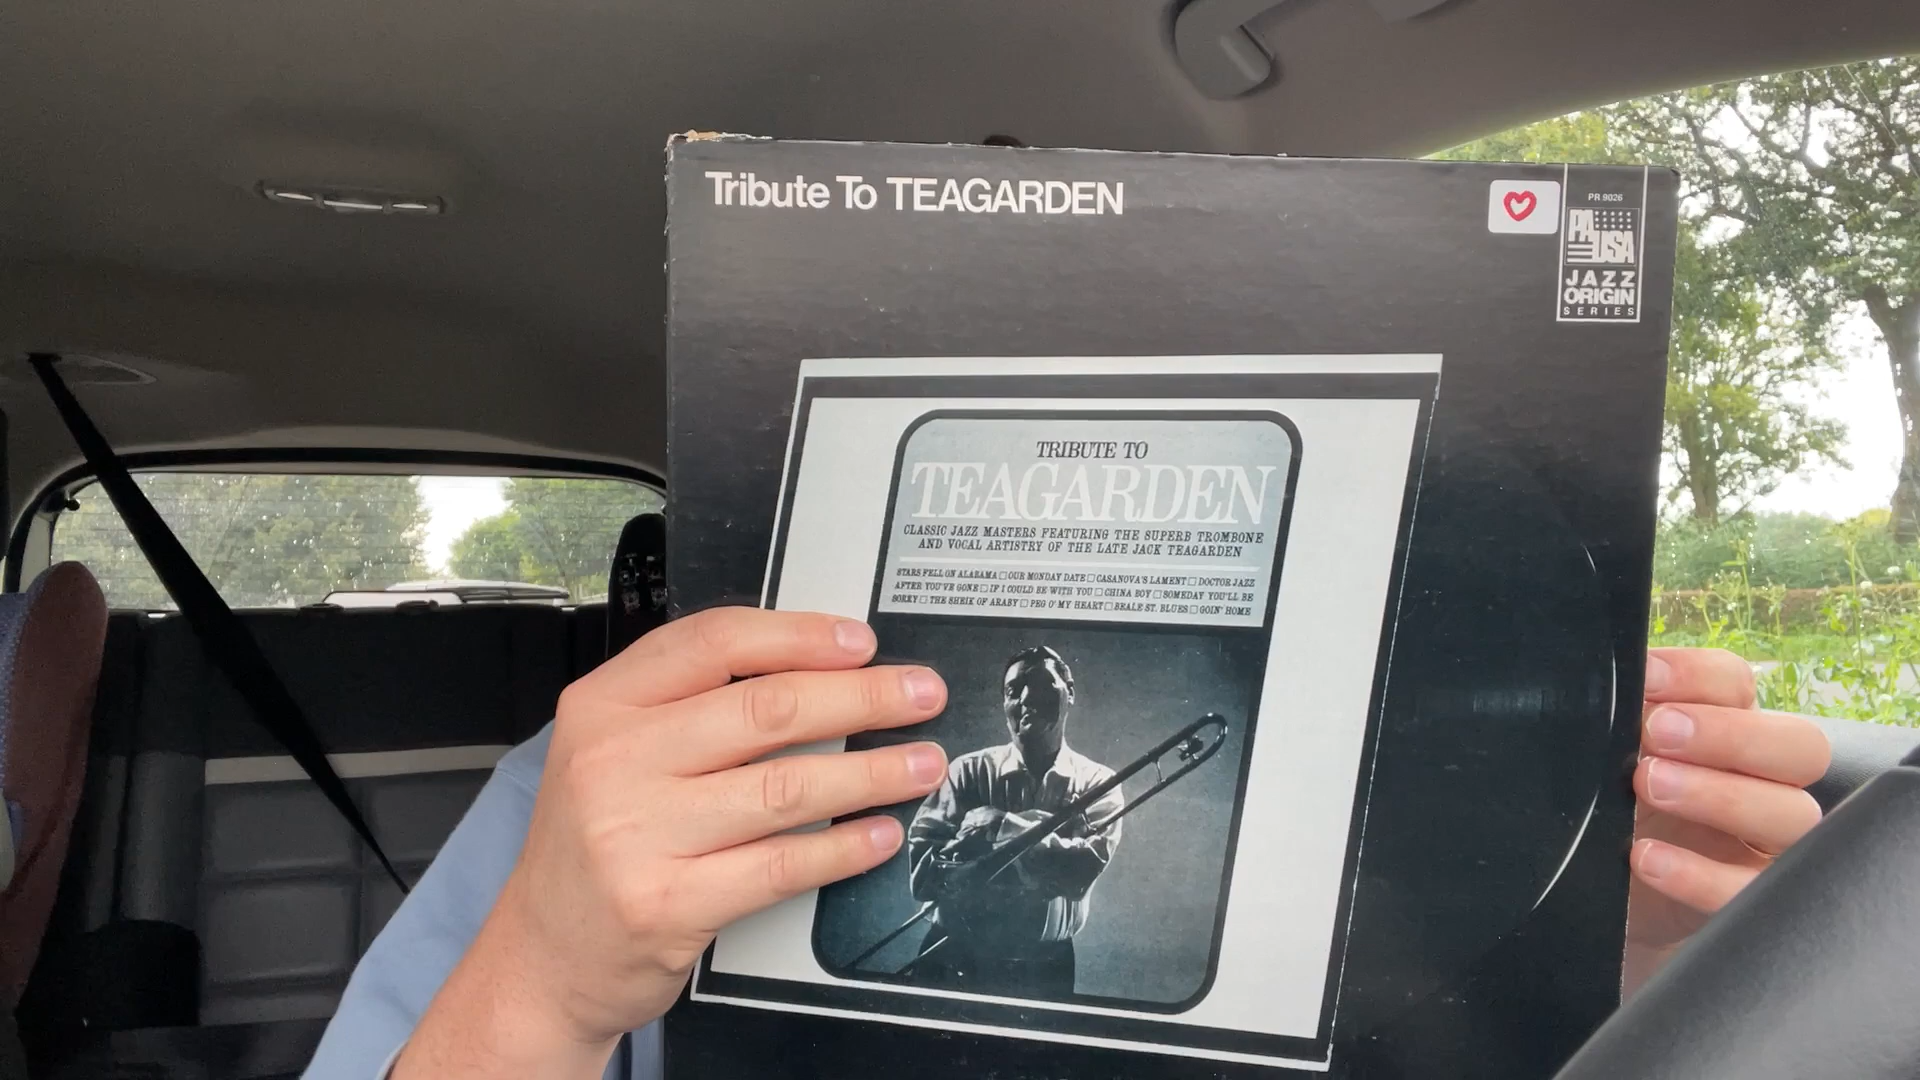 Tribute To TEAGARDEN
PR 9026
PAUSA
JAZZ
ORIGIN
SERIES
TRIBUTE TO
TEAGARDEN
CLASSIC JAZZ MASTERS FEATURING THE SUPERB TROMBONE
AND VOCAL ARTISTRY OF THE LATE JACK TEAGARDEN
STARS FELL ON ALABAMA □ OUR MONDAY DATE □ CASANOVA'S LAMENT □ DOCTOR JAZZ
AFTER YOU'VE GONE □ IF I COULD BE WITH YOU □ CHINA BOY □ SOMEDAY YOU'LL BE
SORRY □ THE SHEIK OF ARABY □ PEG O' MY HEART □ BEALE ST. BLUES □ GOIN' HOME